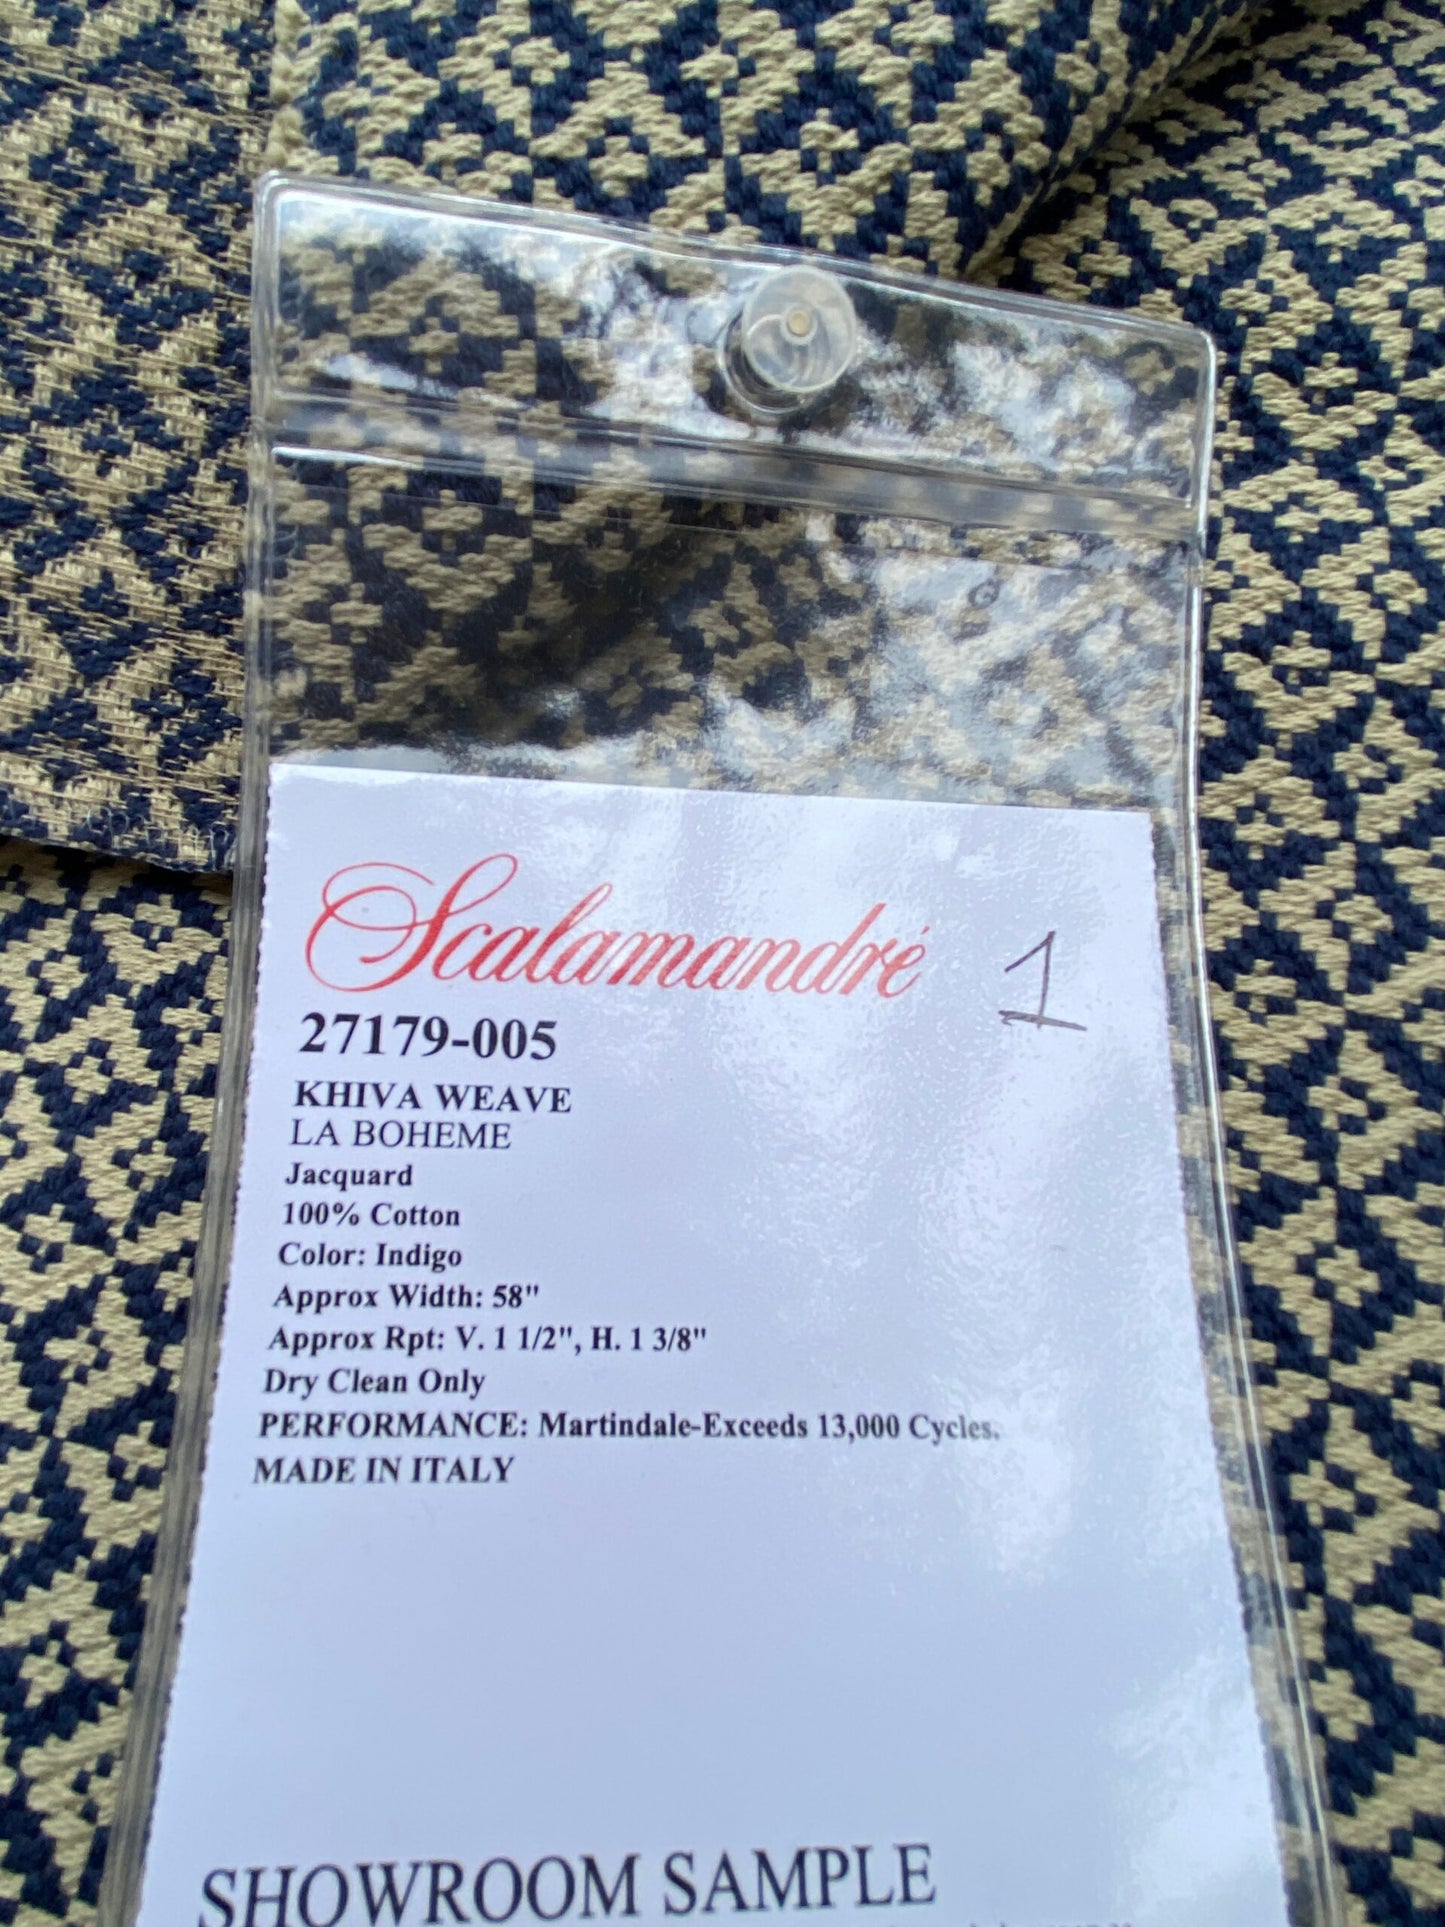 Scalamandré 1
27179-005
KHIVA WEAVE
LA BOHEME
Jacquard
100% Cotton
Color: Indigo
Approx Width: 58"
Approx Rpt: V. 1 1/2", H. 1 3/8"
Dry Clean Only
PERFORMANCE: Martindale-Exceeds 13,000 Cycles.
MADE IN ITALY
SHOWROOM SAMPLE